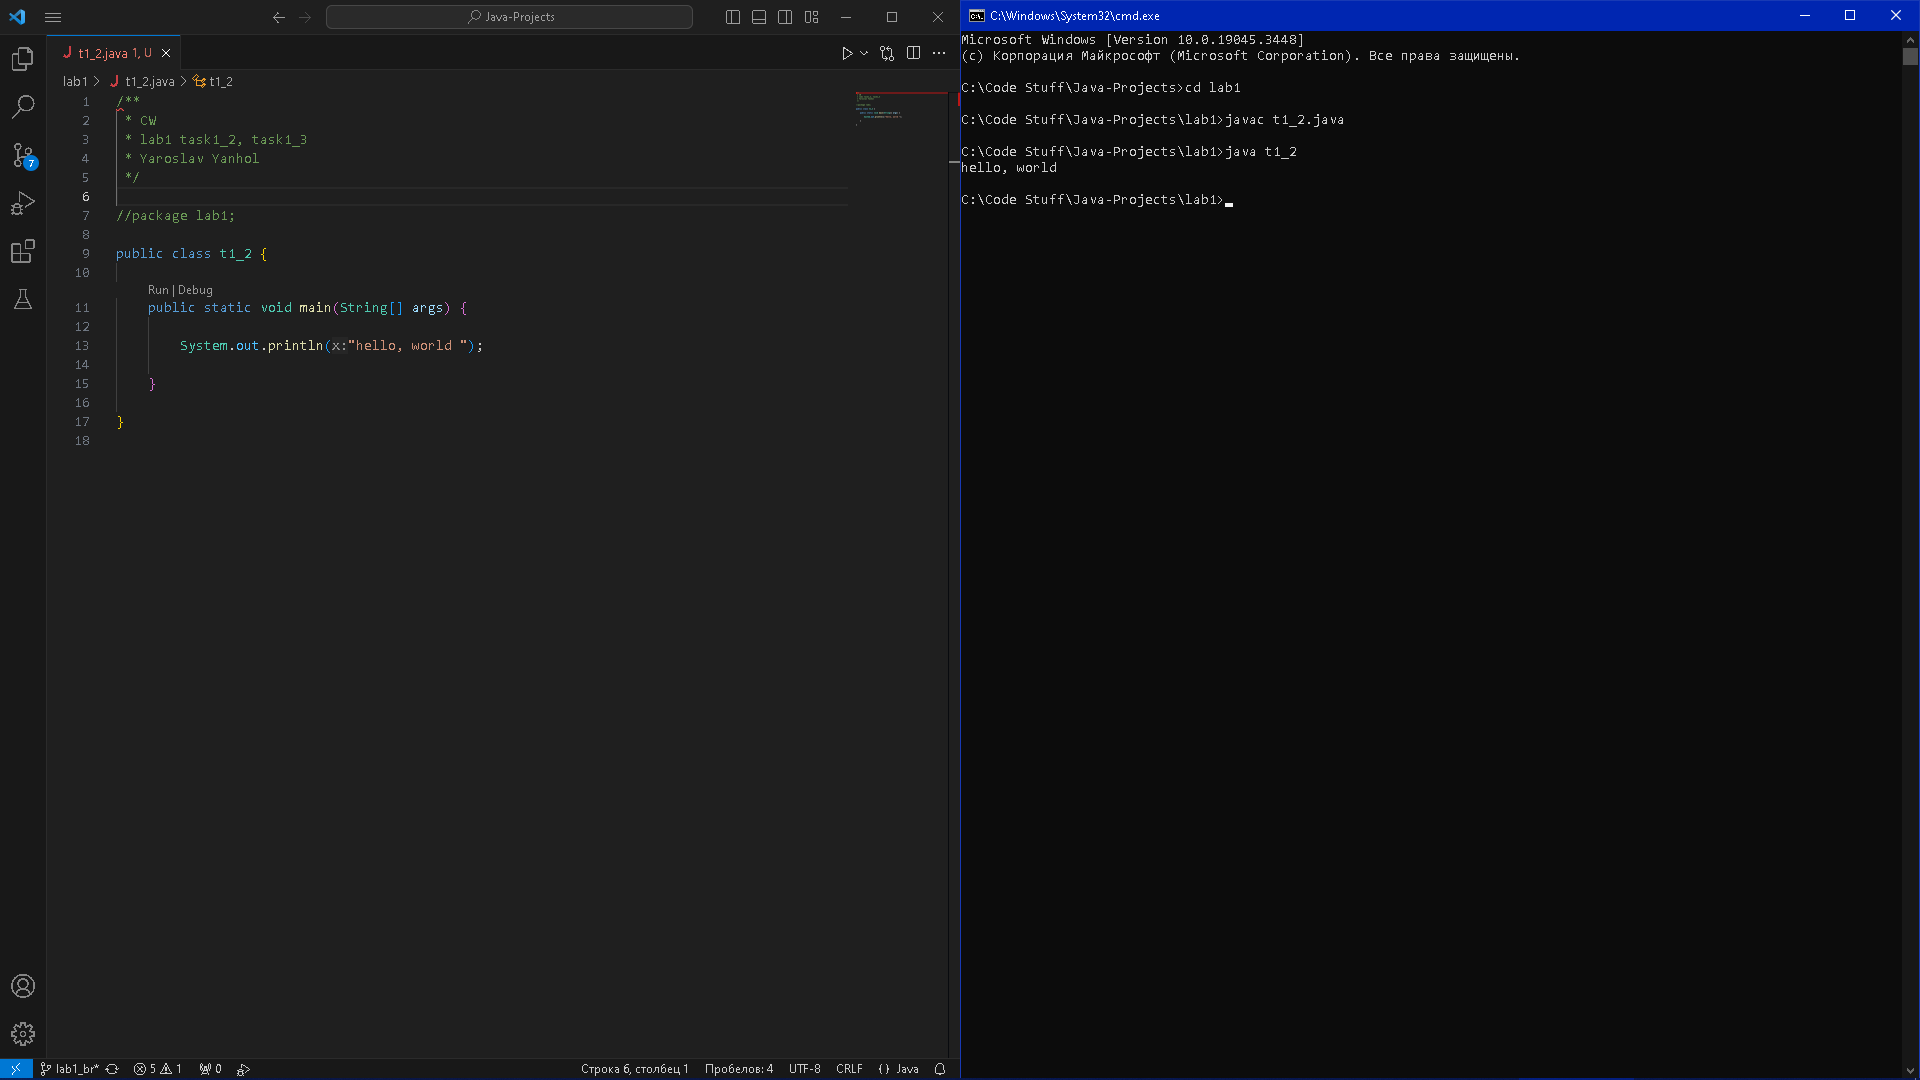 Java-Projects
t1_2.java 1, U
lab1 > t1_2.java > t1_2
1 /**
2 * CW
3 * lab1 task1_2, task1_3
4 * Yaroslav Yanhol
5 */
6
7 //package lab1;
8
9 public class t1_2 {
10
Run | Debug
11 public static void main(String[] args) {
12
13 System.out.println(x:"hello, world ");
14
15 }
16
17 }
18
7
lab1_br* 5 1 0 Строка 6, столбец 1 Пробелов: 4 UTF-8 CRLF {} Java
C:\Windows\System32\cmd.exe
Microsoft Windows [Version 10.0.19045.3448]
(c) Корпорация Майкрософт (Microsoft Corporation). Все права защищены.
C:\Code Stuff\Java-Projects>cd lab1
C:\Code Stuff\Java-Projects\lab1>javac t1_2.java
C:\Code Stuff\Java-Projects\lab1>java t1_2
hello, world
C:\Code Stuff\Java-Projects\lab1>